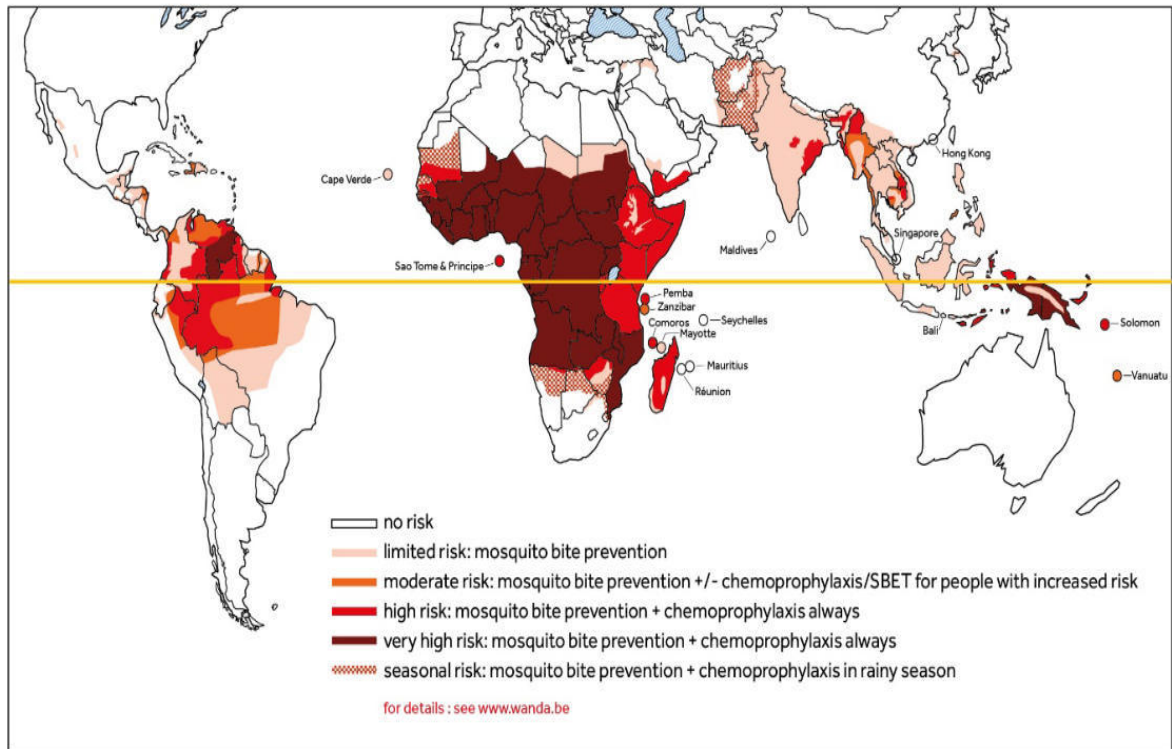 Cape Verde
Hong Kong
Singapore
Maldives
Sao Tome & Principe
Pemba
Zanzibar
Seychelles
Comoros
Mayotte
Bali
Solomon
Mauritius
Réunion
Vanuatu
no risk
limited risk: mosquito bite prevention
moderate risk: mosquito bite prevention +/- chemoprophylaxis/SBET for people with increased risk
high risk: mosquito bite prevention + chemoprophylaxis always
very high risk: mosquito bite prevention + chemoprophylaxis always
seasonal risk: mosquito bite prevention + chemoprophylaxis in rainy season
for details : see www.wanda.be